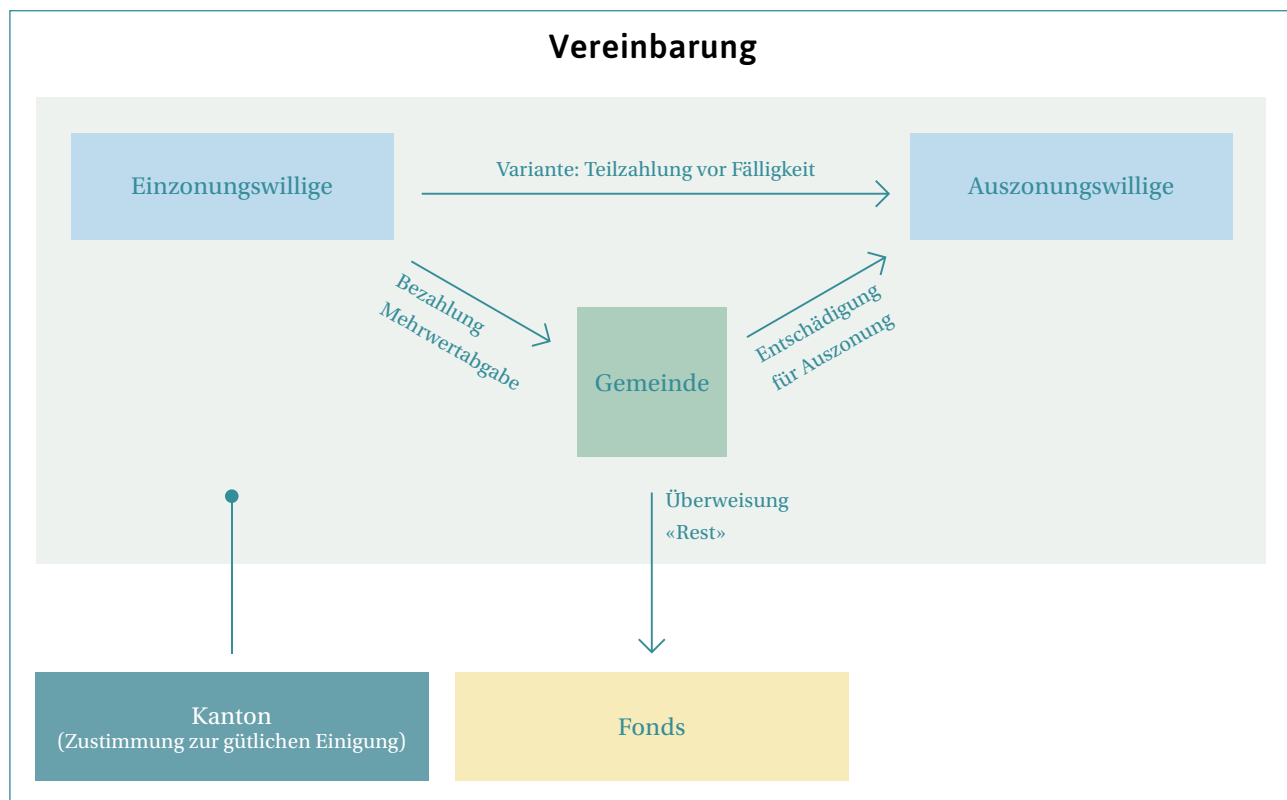 Vereinbarung
Einzonungswillige
Variante: Teilzahlung vor Fälligkeit
Auszonungswillige
Bezahlung
Mehrwertabgabe
Gemeinde
Entschädigung
für Auszonung
Überweisung
«Rest»
Kanton
(Zustimmung zur gütlichen Einigung)
Fonds